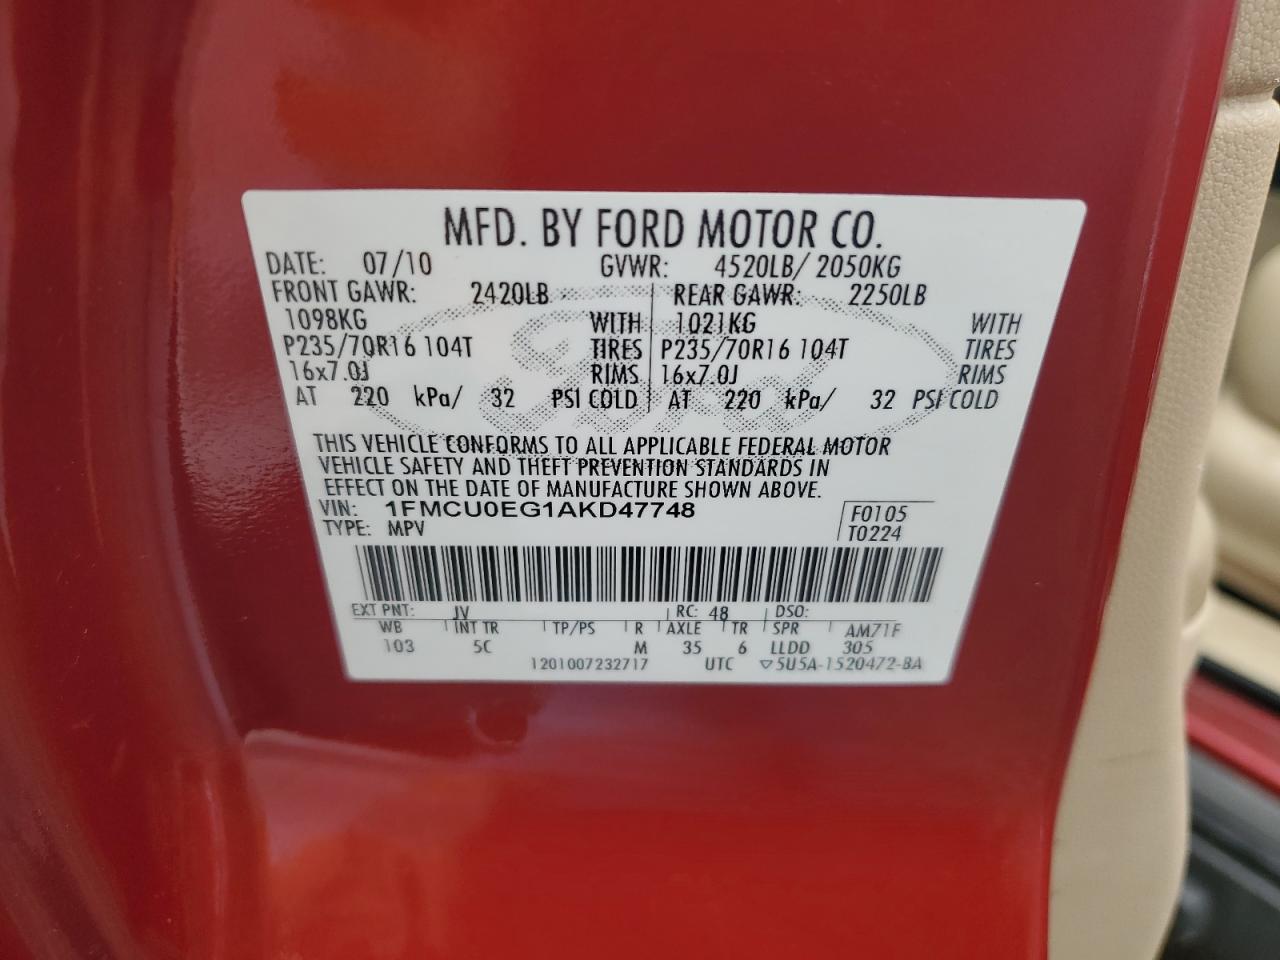 MFD. BY FORD MOTOR CO.
DATE: 07/10 GVWR: 4520LB/ 2050KG
FRONT GAWR: 2420LB REAR GAWR: 2250LB
1098KG WITH 1021KG WITH
P235/70R16 104T TIRES P235/70R16 104T TIRES
16x7.0J RIMS 16x7.0J RIMS
AT 220 kPa/ 32 PSI COLD AT 220 kPa/ 32 PSI COLD
Ford
THIS VEHICLE CONFORMS TO ALL APPLICABLE FEDERAL MOTOR
VEHICLE SAFETY AND THEFT PREVENTION STANDARDS IN
EFFECT ON THE DATE OF MANUFACTURE SHOWN ABOVE.
VIN: 1FMCU0EG1AKD47748 F0105
TYPE: MPV T0224
EXT PNT: JV RC: 48 DSO:
WB INT TR TP/PS R AXLE TR SPR AM71F
103 5C M 35 6 LLDD 305
1201007232717 UTC ▽5U5A-1520472-BA